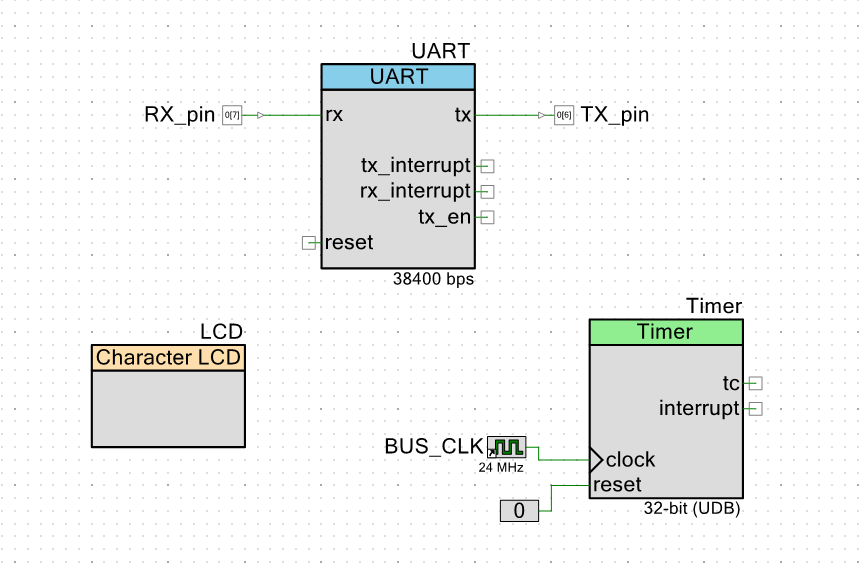 UART
UART
RX_pin 0[7] rx tx 0[6] TX_pin
tx_interrupt
rx_interrupt
tx_en
reset
38400 bps
Timer
LCD
Timer
Character LCD
tc
interrupt
BUS_CLK
24 MHz
clock
reset
0
32-bit (UDB)